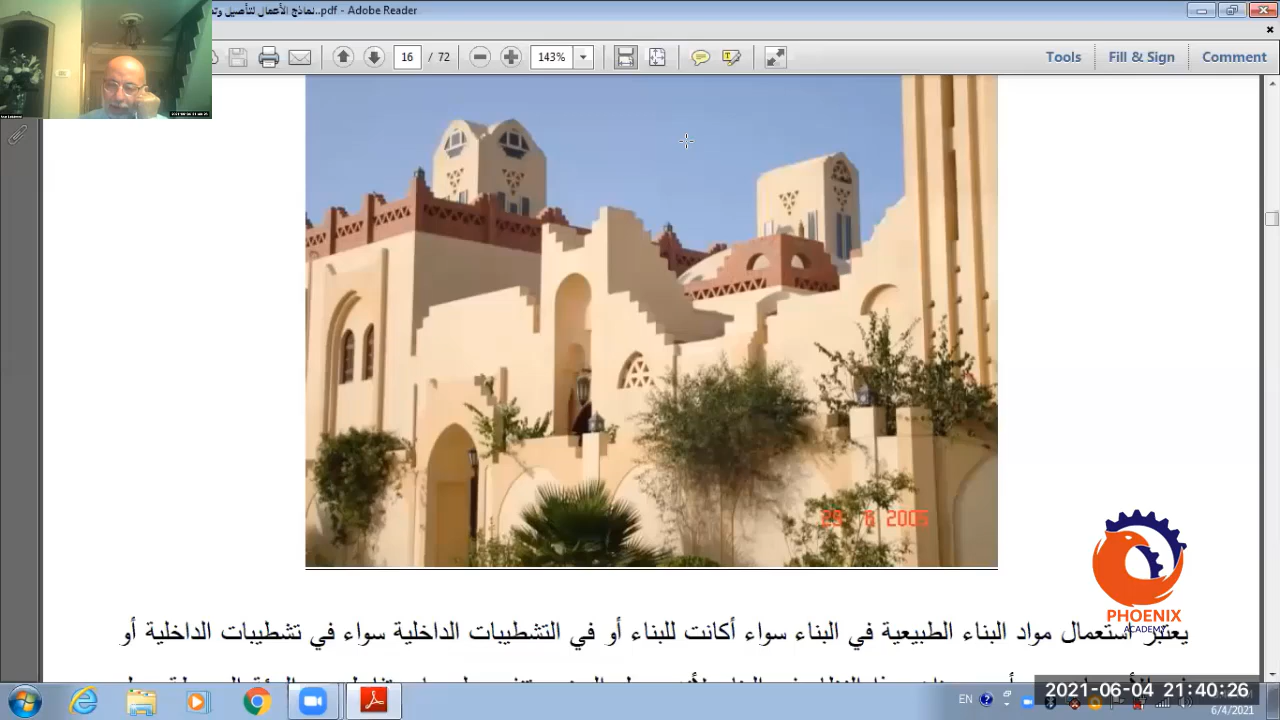 نماذج الأعمال لتأصيل وتم..pdf - Adobe Reader
16 / 72
143%
Tools
Fill & Sign
Comment
29 6 2005
PHOENIX
ACADEMY
يعتبر استعمال مواد البناء الطبيعية في البناء سواء أكانت للبناء أو في التشطيبات الداخلية سواء في تشطيبات الداخلية أو
EN
2021-06-04 21:40:26
6/4/2021